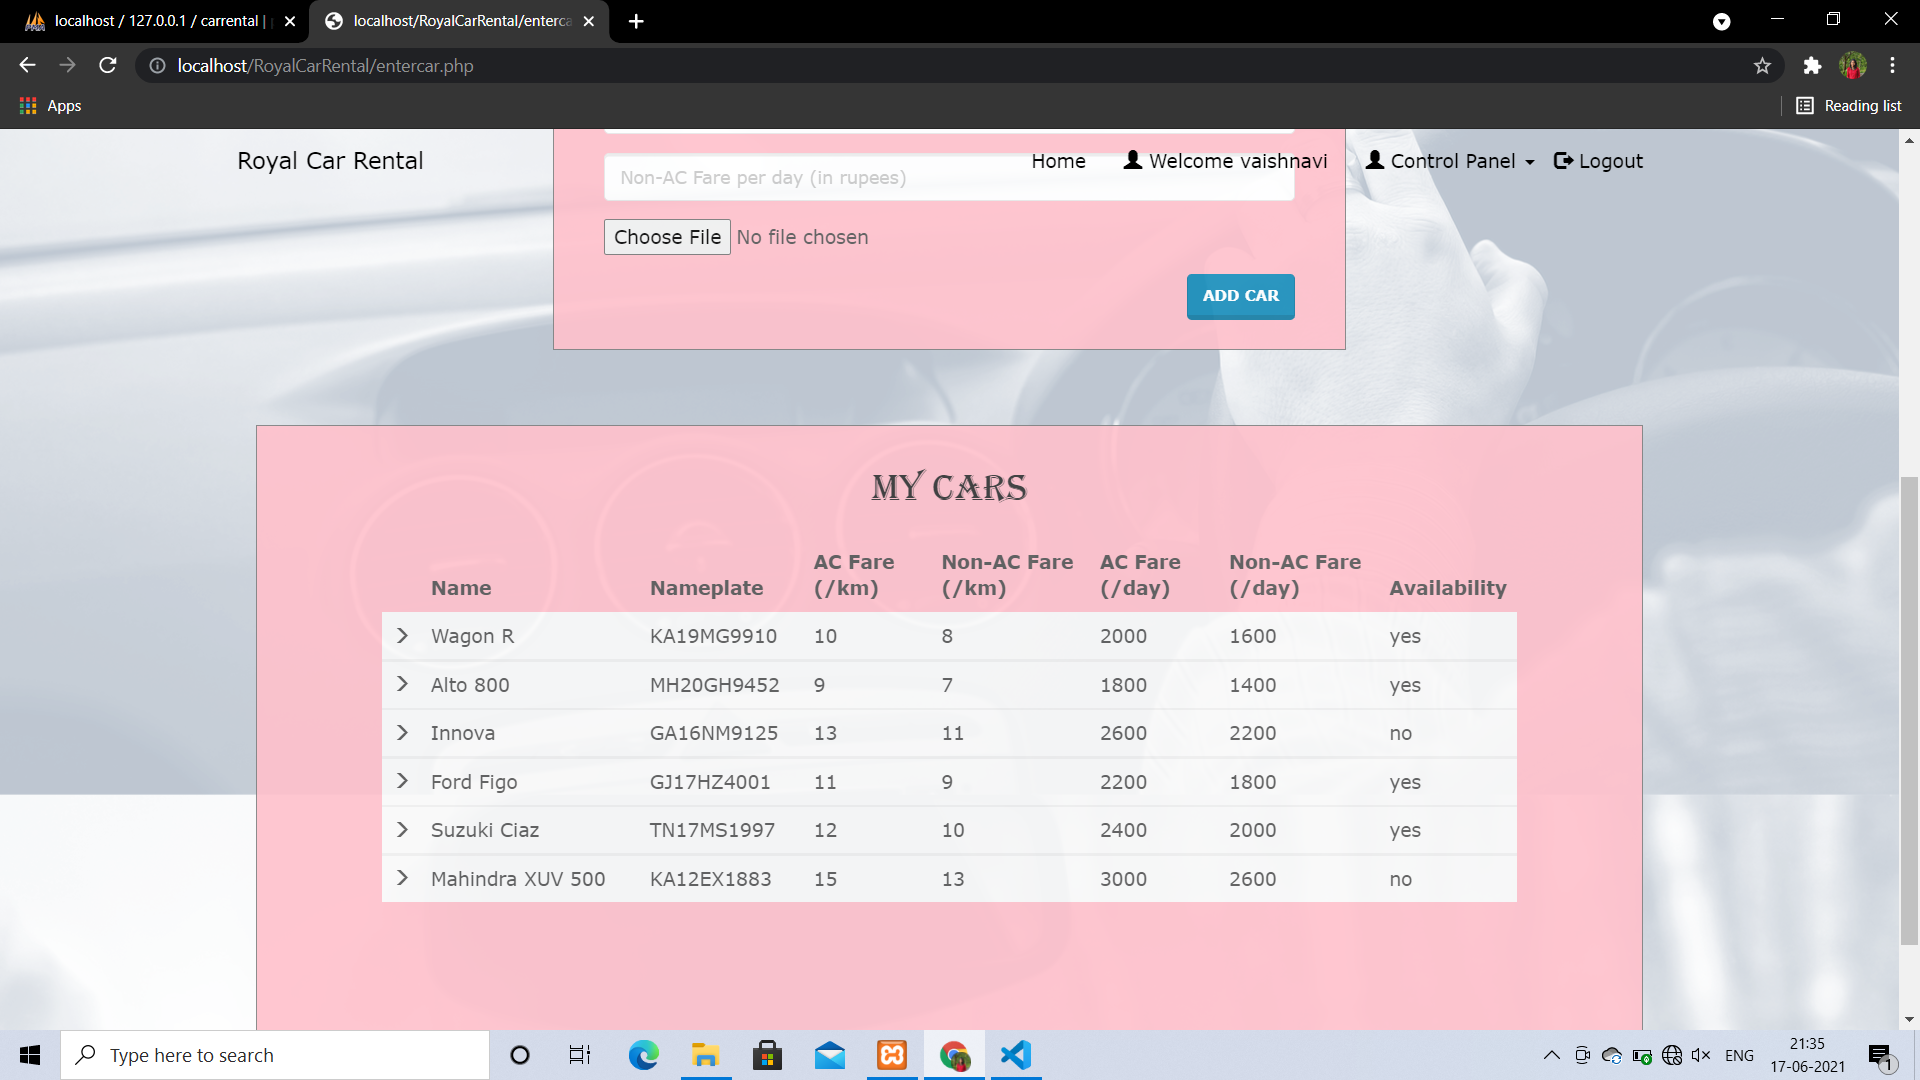 localhost / 127.0.0.1 / carrental |
localhost/RoyalCarRental/enterca
localhost/RoyalCarRental/entercar.php
Apps
Reading list
Royal Car Rental
Home
Welcome vaishnavi
Control Panel
Logout
Non-AC Fare per day (in rupees)
Choose File No file chosen
ADD CAR
MY CARS
Name Nameplate AC Fare (/km) Non-AC Fare (/km) AC Fare (/day) Non-AC Fare (/day) Availability
Wagon R KA19MG9910 10 8 2000 1600 yes
Alto 800 MH20GH9452 9 7 1800 1400 yes
Innova GA16NM9125 13 11 2600 2200 no
Ford Figo GJ17HZ4001 11 9 2200 1800 yes
Suzuki Ciaz TN17MS1997 12 10 2400 2000 yes
Mahindra XUV 500 KA12EX1883 15 13 3000 2600 no
Type here to search
ENG
21:35
17-06-2021
1